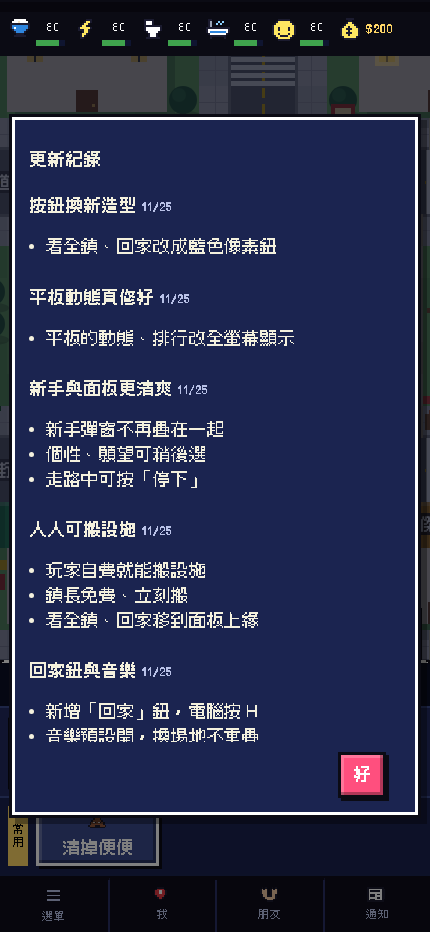 80 80 80 80 80 $200
更新紀錄
按鈕換新造型 11/25
• 看全鎮、回家改成藍色像素鈕
平板動態頁修好 11/25
• 平板的動態、排行改全螢幕顯示
新手與面板更清爽 11/25
• 新手彈窗不再疊在一起
• 個性、願望可稍後選
• 走路中可按「停下」
人人可搬設施 11/25
• 玩家自費就能搬設施
• 鎮長免費、立刻搬
• 看全鎮、回家移到面板上緣
回家鈕與音樂 11/25
• 新增「回家」鈕，電腦按 H
• 音樂預設開，換場地不重疊
好
常用
清掉便便
選單 我 朋友 通知